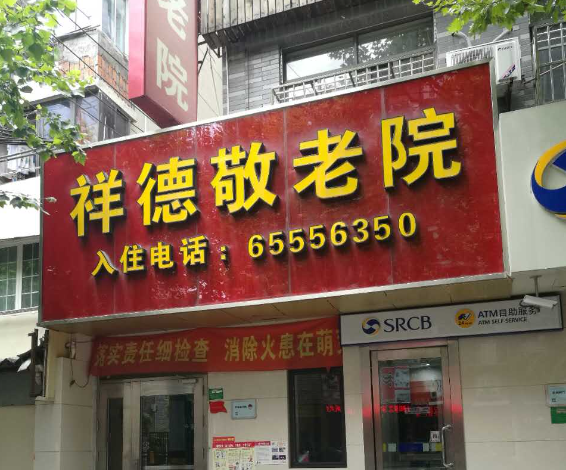 老院
祥德敬老院
入住电话：65556350
SRCB
ATM自助服务
ATM SELF-SERVICE
落实责任细检查 消除火患在萌